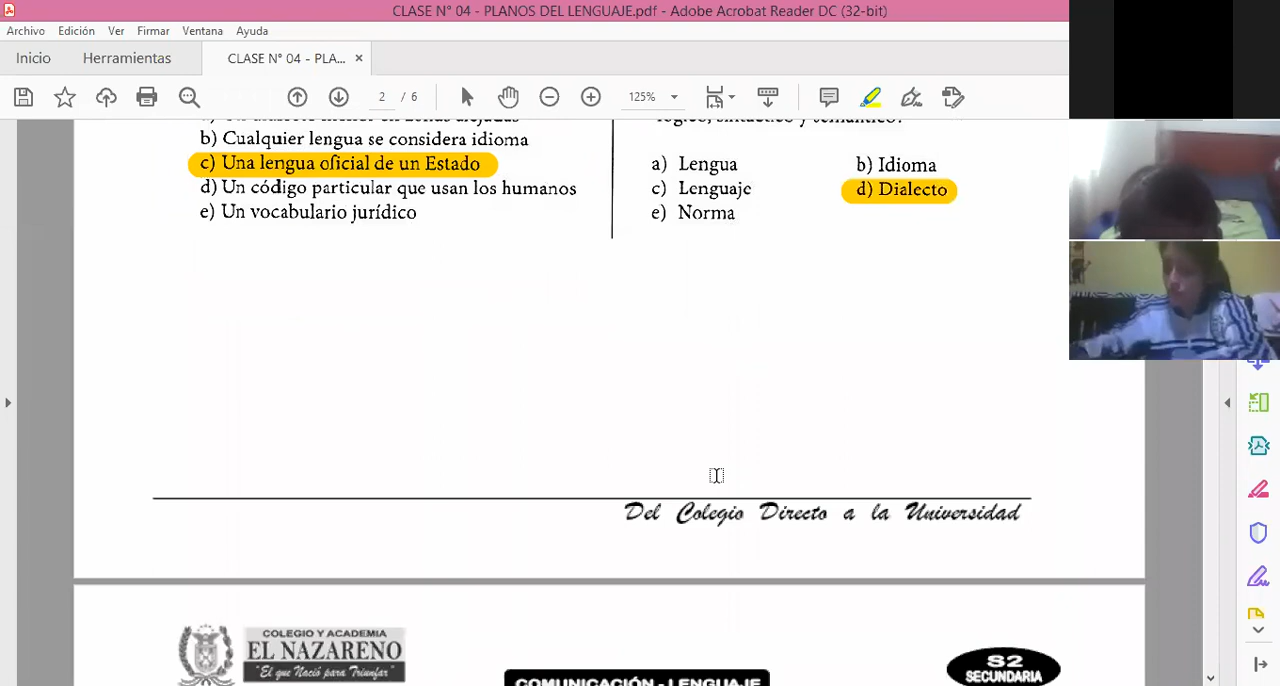 CLASE N° 04 - PLANOS DEL LENGUAJE.pdf - Adobe Acrobat Reader DC (32-bit)
Archivo Edición Ver Firmar Ventana Ayuda
Inicio Herramientas CLASE N° 04 - PLA... ×
2 / 6 125%
b) Cualquier lengua se considera idioma
c) Una lengua oficial de un Estado
d) Un código particular que usan los humanos
e) Un vocabulario jurídico
lógico, sintáctico y semántico?
a) Lengua b) Idioma
c) Lenguaje d) Dialecto
e) Norma
Del Colegio Directo a la Universidad
COLEGIO Y ACADEMIA
EL NAZARENO
"El que Nació para Triunfar"
COMUNICACIÓN - LENGUAJE
S2
SECUNDARIA